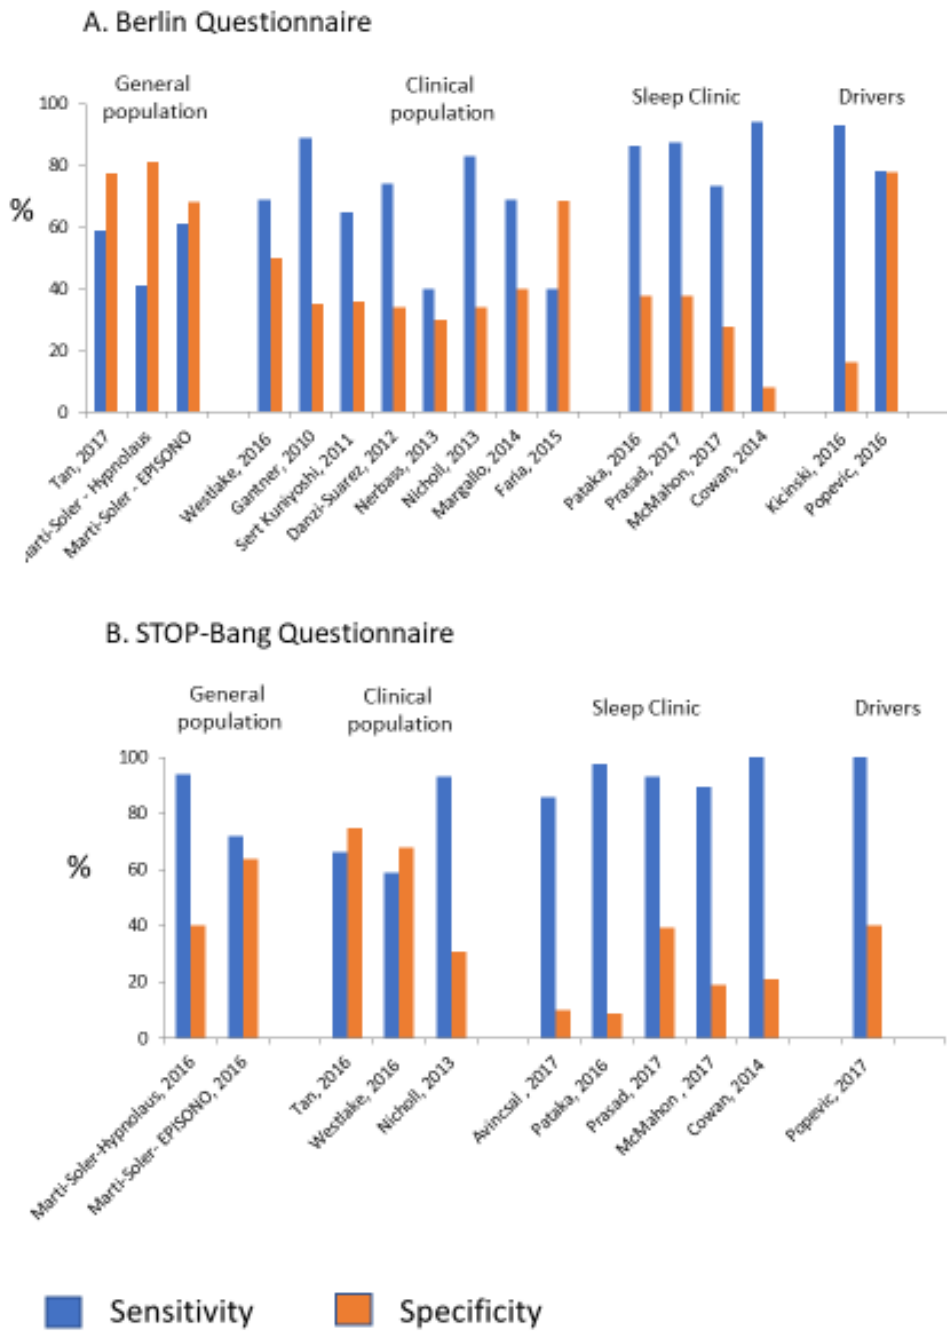 A. Berlin Questionnaire
General
population
Clinical
population
Sleep Clinic
Drivers
100
80
%
60
40
20
0
Tan, 2017
arti-Soler - Hypnolaus
Marti-Soler - EPISONO
Westlake, 2016
Gantner, 2010
Sert Kuniyoshi, 2011
Danzi-Suarez, 2012
Nerbass, 2013
Nicholl, 2013
Margallo, 2014
Faria, 2015
Pataka, 2016
Prasad, 2017
McMahon, 2017
Cowan, 2014
Kicinski, 2016
Popevic, 2016
B. STOP-Bang Questionnaire
General
population
Clinical
population
Sleep Clinic
Drivers
100
80
%
60
40
20
0
Marti-Soler-Hypnolaus, 2016
Marti-Soler- EPISONO, 2016
Tan, 2016
Westlake, 2016
Nicholl, 2013
Avincsal , 2017
Pataka, 2016
Prasad, 2017
McMahon , 2017
Cowan, 2014
Popevic, 2017
Sensitivity
Specificity